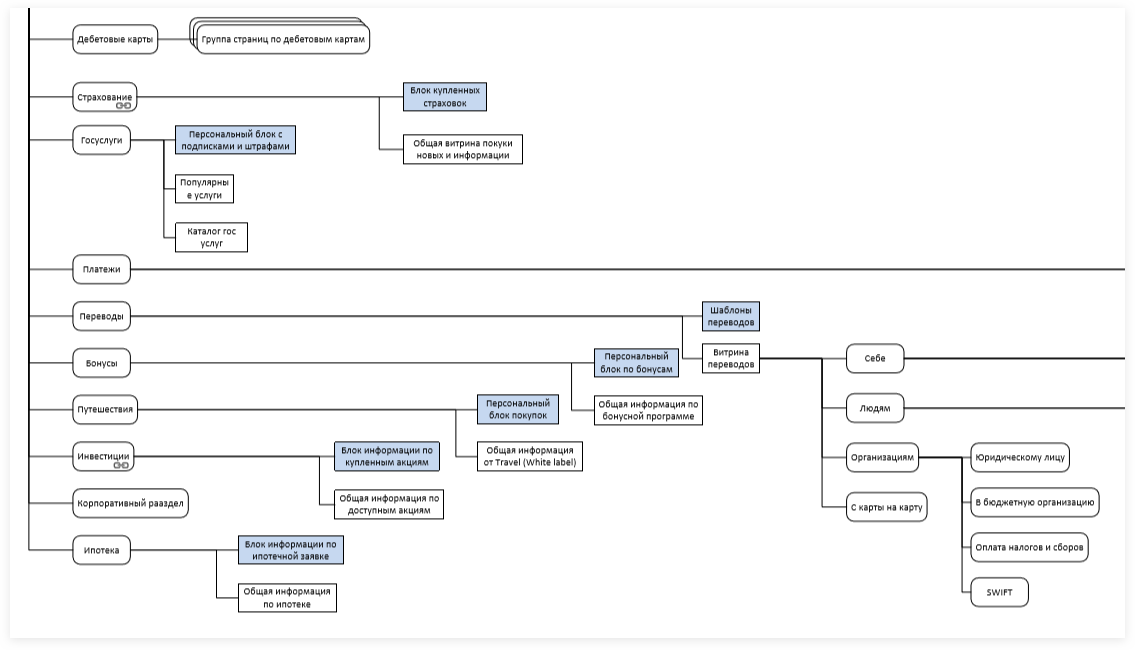 Дебетовые карты
Группа страниц по дебетовым картам
Страхование
Блок купленных
страховок
Общая витрина покуки
новых и информации
Госуслуги
Персональный блок с
подписками и штрафами
Популярны
е услуги
Каталог гос
услуг
Платежи
Переводы
Шаблоны
переводов
Витрина
переводов
Себе
Людям
Организациям
Юридическому лицу
В бюджетную организацию
Оплата налогов и сборов
SWIFT
С карты на карту
Бонусы
Персональный
блок по бонусам
Общая информация по
бонусной программе
Путешествия
Персональный
блок покупок
Общая информация
от Travel (White label)
Инвестиции
Блок информации по
купленным акциям
Общая информация по
доступным акциям
Корпоративный рааздел
Ипотека
Блок информации по
ипотечной заявке
Общая информация
по ипотеке